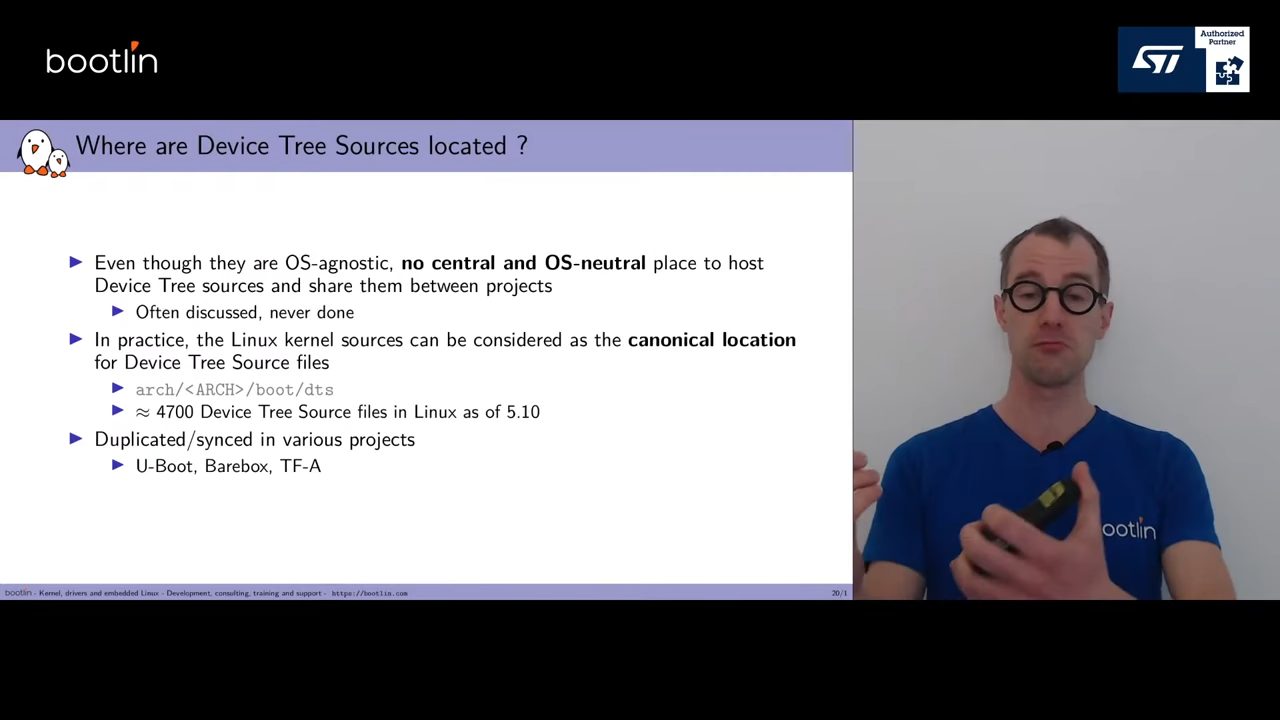 bootlin
Authorized
Partner
Where are Device Tree Sources located ?
Even though they are OS-agnostic, no central and OS-neutral place to host
Device Tree sources and share them between projects
Often discussed, never done
In practice, the Linux kernel sources can be considered as the canonical location
for Device Tree Source files
arch/<ARCH>/boot/dts
≈ 4700 Device Tree Source files in Linux as of 5.10
Duplicated/synced in various projects
U-Boot, Barebox, TF-A
bootlin
bootlin - Kernel, drivers and embedded Linux - Development, consulting, training and support - https://bootlin.com
20/1